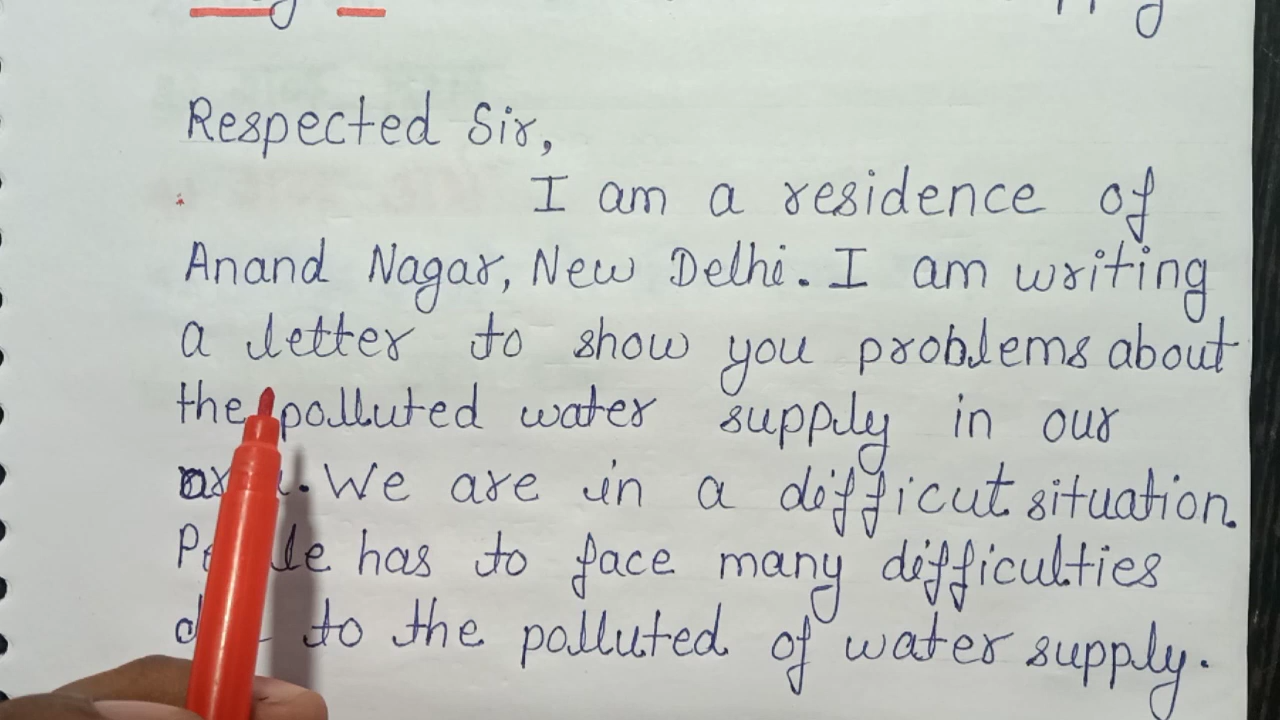 Respected Sir,
I am a residence of
Anand Nagar, New Delhi. I am writing
a letter to show you problems about
the polluted water supply in our
We are in a difficut situation.
has to face many difficulties
to the polluted of water supply.